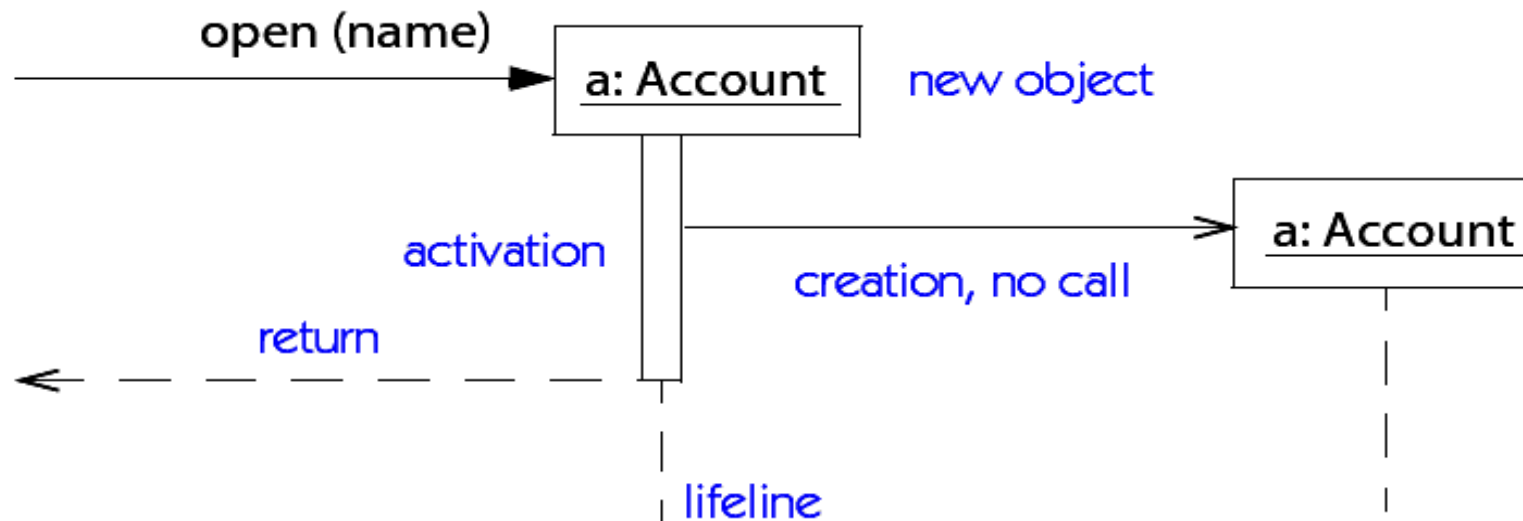 open (name)
a: Account
new object
a: Account
activation
creation, no call
return
lifeline